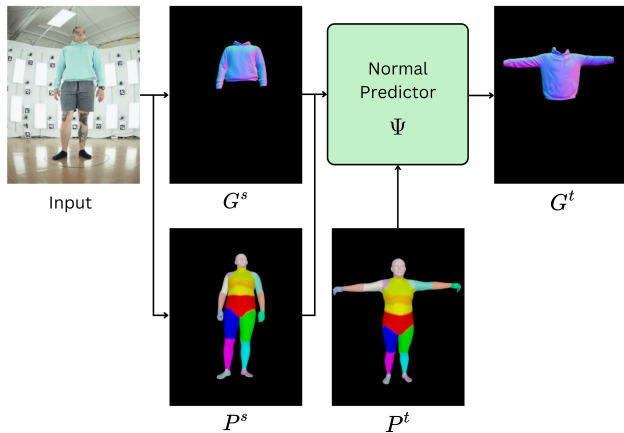 Normal
Predictor
Ψ
Input
G^s
G^t
P^s
P^t